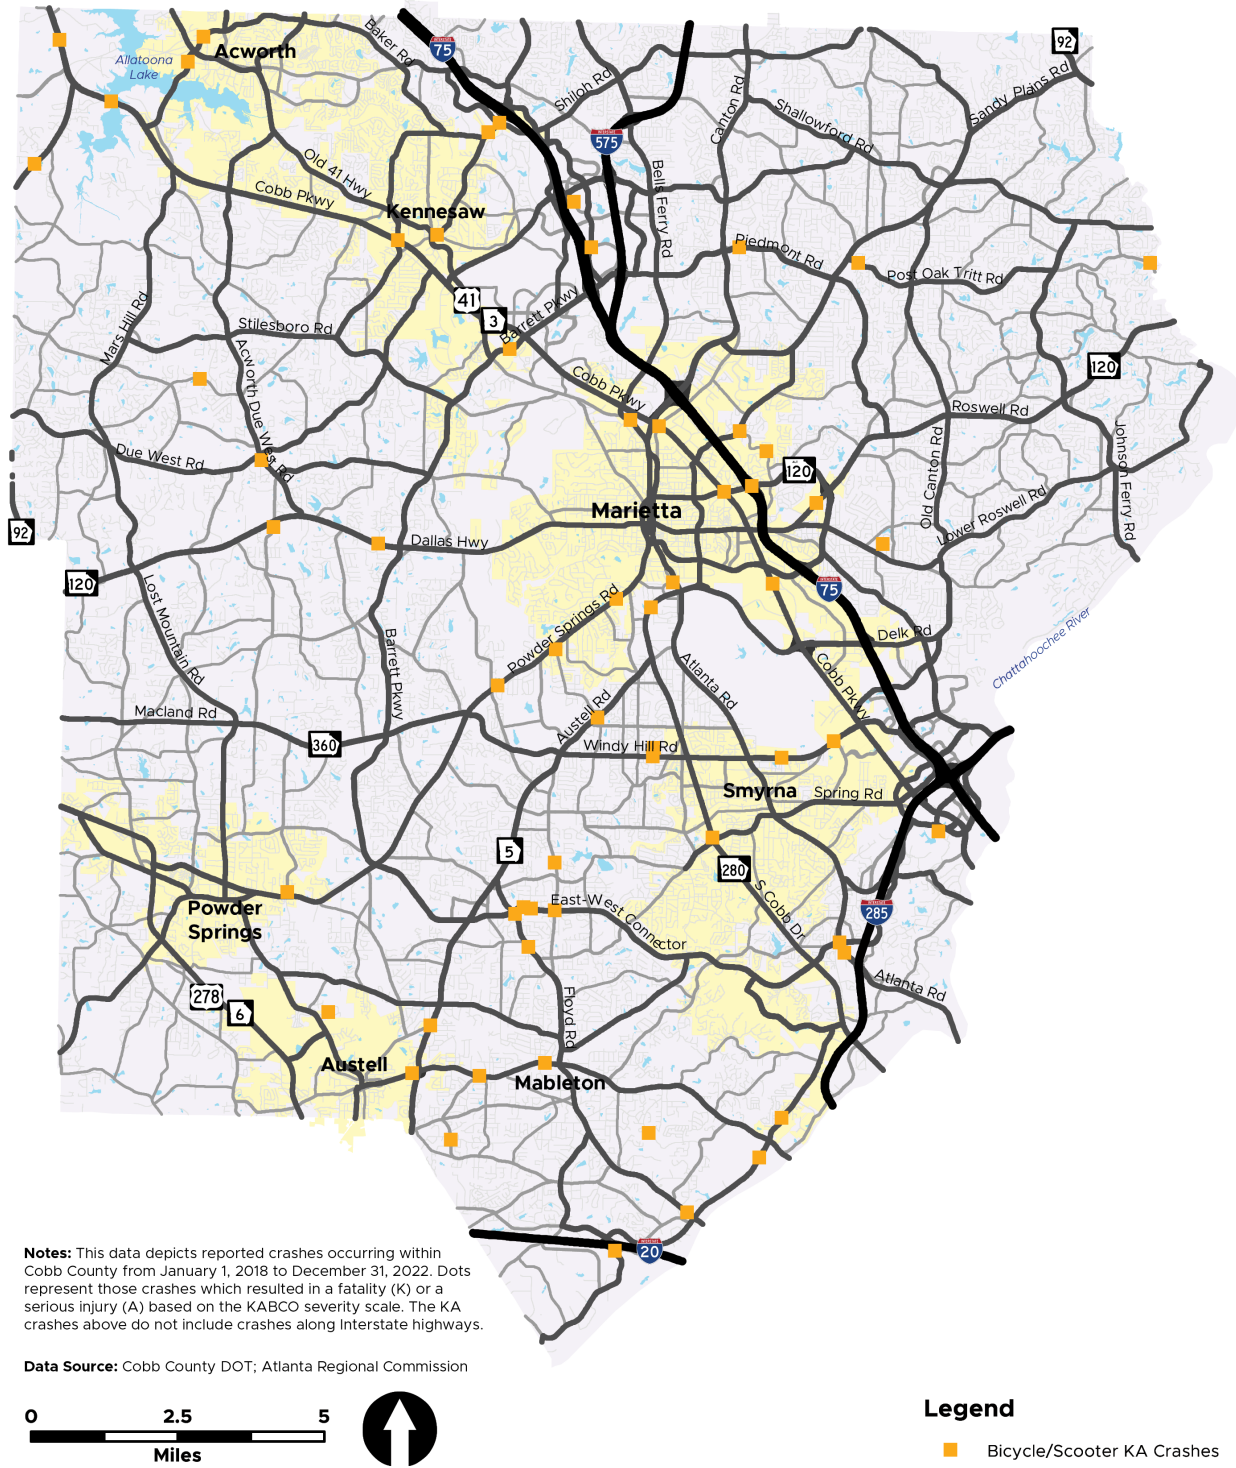 Baker Rd
75
92
Acworth
Allatoona
Lake
Shiloh Rd
Canton Rd
Sandy Plains Rd
Shallowford Rd
575
Old 41 Hwy
Bells Ferry Rd
Cobb Pkwy
Kennesaw
Piedmont Rd
Post Oak Tritt Rd
41
3
Barrett Pkwy
Mars Hill Rd
Stilesboro Rd
Acworth Due West Rd
Cobb Pkwy
120
Roswell Rd
Johnson Ferry Rd
Due West Rd
120
Old Canton Rd
Lower Roswell Rd
Marietta
92
Dallas Hwy
120
75
Lost Mountain Rd
Powder Springs Rd
Delk Rd
Chattahoochee River
Barrett Pkwy
Atlanta Rd
Cobb Pkwy
Macland Rd
Austell Rd
360
Windy Hill Rd
Smyrna
Spring Rd
5
280
S Cobb Dr
Powder
Springs
East-West Connector
285
278
6
Atlanta Rd
Floyd Rd
Austell
Mableton
20
Notes: This data depicts reported crashes occurring within
Cobb County from January 1, 2018 to December 31, 2022. Dots
represent those crashes which resulted in a fatality (K) or a
serious injury (A) based on the KABCO severity scale. The KA
crashes above do not include crashes along Interstate highways.
Data Source: Cobb County DOT; Atlanta Regional Commission
0 2.5 5
Miles
Legend
Bicycle/Scooter KA Crashes